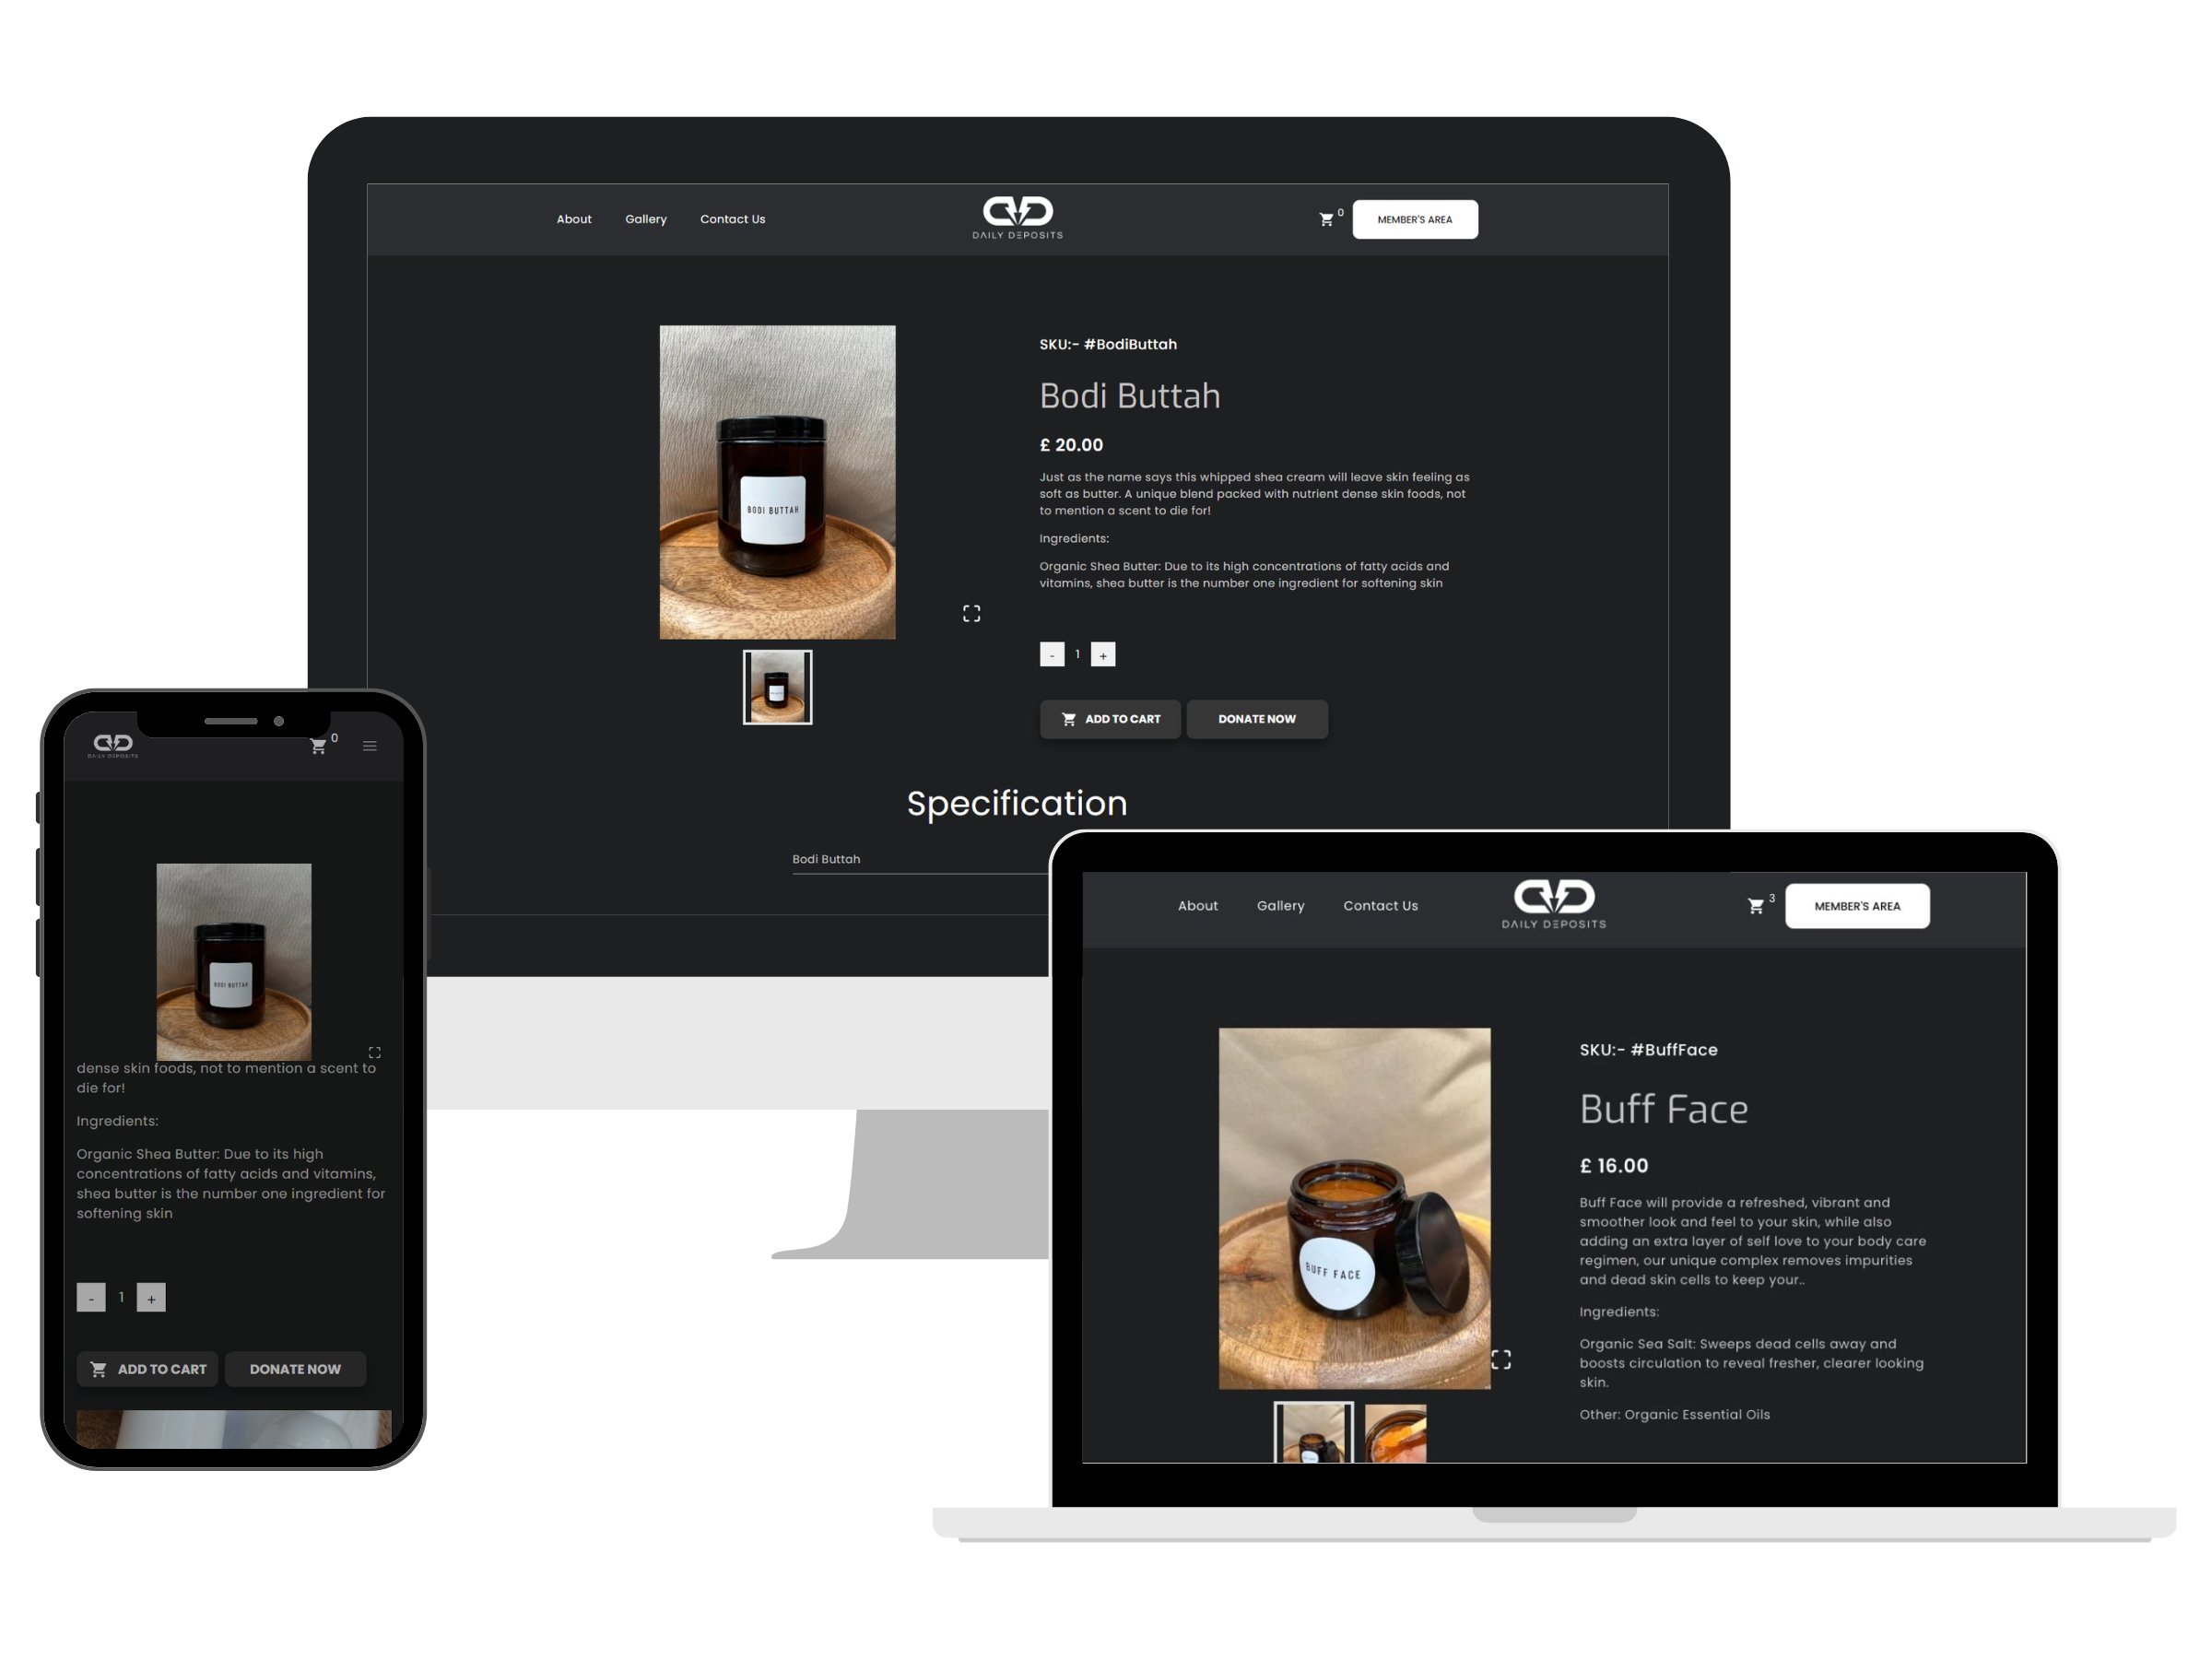 About Gallery Contact Us
DAILY DEPOSITS
0
MEMBER'S AREA
BODI BUTTAH
SKU:- #BodiButtah
Bodi Buttah
£ 20.00
Just as the name says this whipped shea cream will leave skin feeling as
soft as butter. A unique blend packed with nutrient dense skin foods, not
to mention a scent to die for!
Ingredients:
Organic Shea Butter: Due to its high concentrations of fatty acids and
vitamins, shea butter is the number one ingredient for softening skin
- 1 +
ADD TO CART DONATE NOW
Specification
Bodi Buttah
DAILY DEPOSITS
0
BODI BUTTAH
dense skin foods, not to mention a scent to
die for!
Ingredients:
Organic Shea Butter: Due to its high
concentrations of fatty acids and vitamins,
shea butter is the number one ingredient for
softening skin
- 1 +
ADD TO CART DONATE NOW
About Gallery Contact Us
DAILY DEPOSITS
3
MEMBER'S AREA
BUFF FACE
SKU:- #BuffFace
Buff Face
£ 16.00
Buff Face will provide a refreshed, vibrant and
smoother look and feel to your skin, while also
adding an extra layer of self love to your body care
regimen, our unique complex removes impurities
and dead skin cells to keep your..
Ingredients:
Organic Sea Salt: Sweeps dead cells away and
boosts circulation to reveal fresher, clearer looking
skin.
Other: Organic Essential Oils